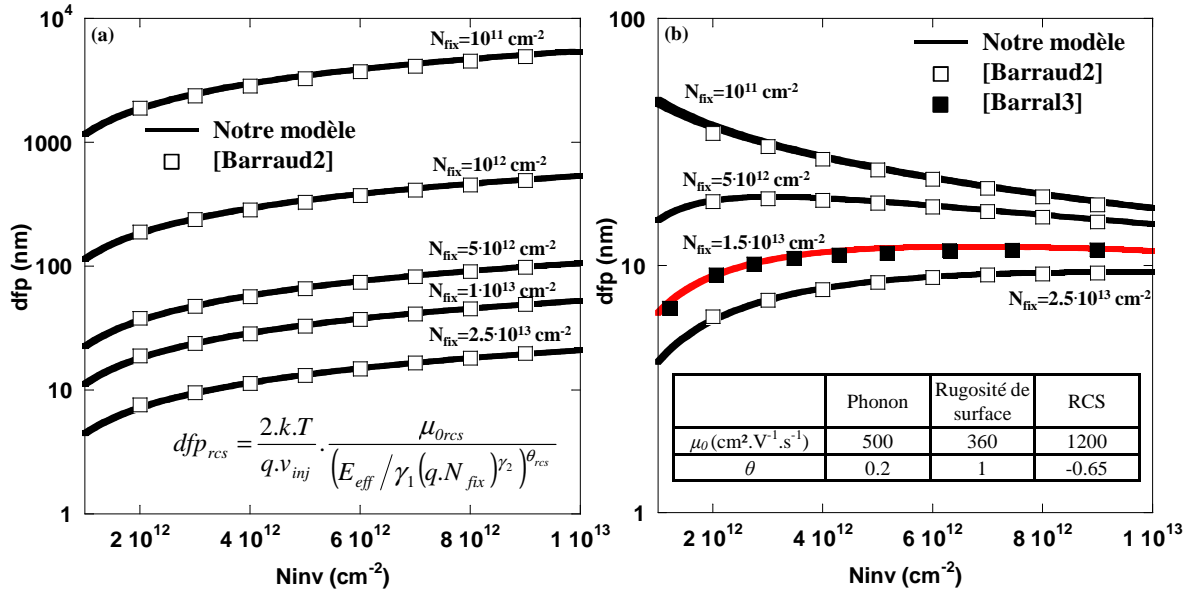 (a)
10⁴
1000
100
10
1
dfp (nm)
N_fix=10¹¹ cm⁻²
Notre modèle
[Barraud2]
N_fix=10¹² cm⁻²
N_fix=5·10¹² cm⁻²
N_fix=1·10¹³ cm⁻²
N_fix=2.5·10¹³ cm⁻²
dfp_rcs = 2.k.T / q.v_inj . μ_0rcs / (E_eff/γ₁(q.N_fix)^γ₂)^θ_rcs
2 10¹² 4 10¹² 6 10¹² 8 10¹² 1 10¹³
Ninv (cm⁻²)
(b)
100
10
1
dfp (nm)
Notre modèle
[Barraud2]
[Barral3]
N_fix=10¹¹ cm⁻²
N_fix=5·10¹² cm⁻²
N_fix=1.5·10¹³ cm⁻²
N_fix=2.5·10¹³ cm⁻²
Phonon Rugosité de surface RCS
μ₀ (cm².V⁻¹.s⁻¹) 500 360 1200
θ 0.2 1 -0.65
2 10¹² 4 10¹² 6 10¹² 8 10¹² 1 10¹³
Ninv (cm⁻²)